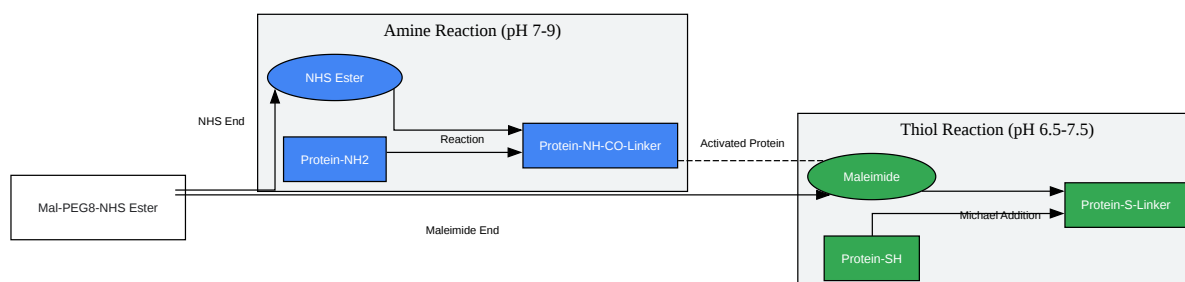 Amine Reaction (pH 7-9)
NHS Ester
NHS End
Reaction
Protein-NH2
Protein-NH-CO-Linker
Activated Protein
Thiol Reaction (pH 6.5-7.5)
Maleimide
Mal-PEG8-NHS Ester
Maleimide End
Michael Addition
Protein-S-Linker
Protein-SH